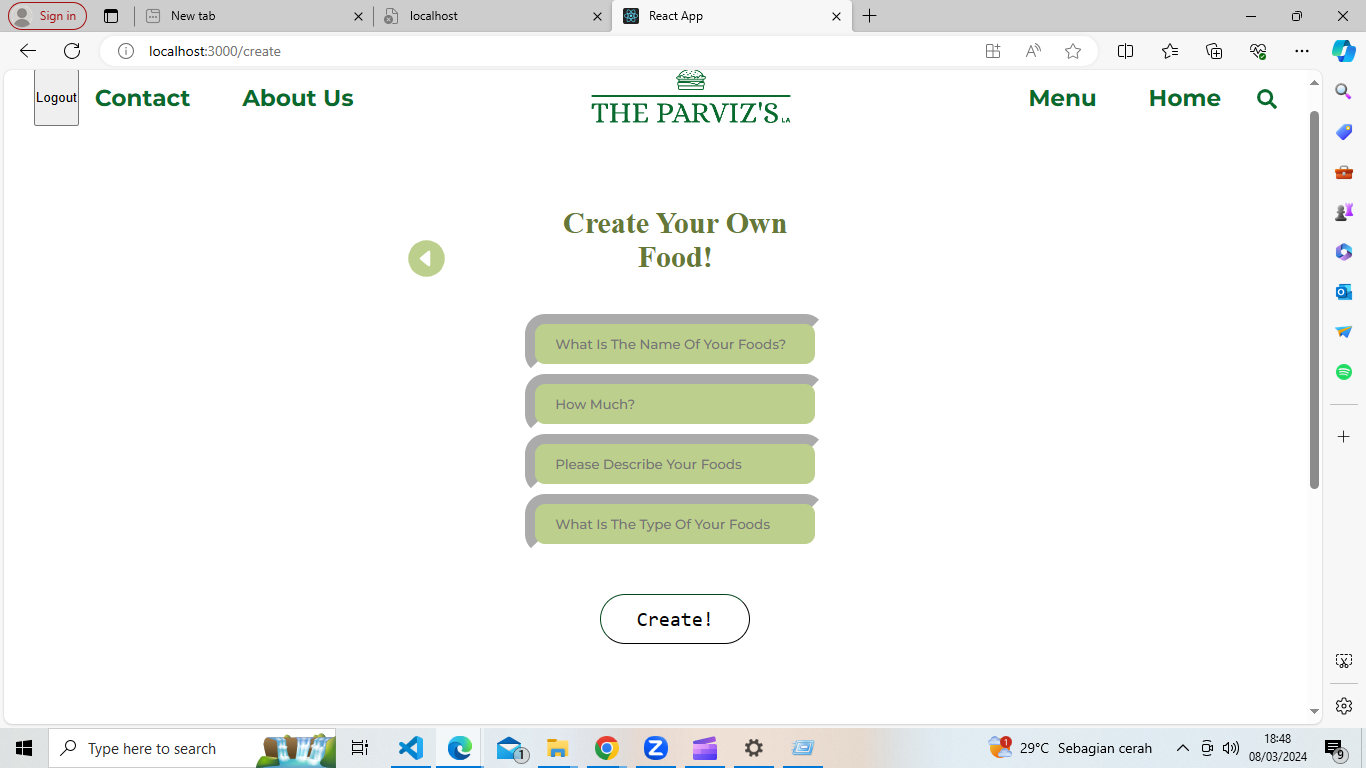 Sign in
New tab
localhost
React App
localhost:3000/create
Logout
Contact
About Us
THE PARVIZ'S LA
Menu
Home
Create Your Own
Food!
What Is The Name Of Your Foods?
How Much?
Please Describe Your Foods
What Is The Type Of Your Foods
Create!
Type here to search
1
Z
1
29°C Sebagian cerah
18:48
08/03/2024
9